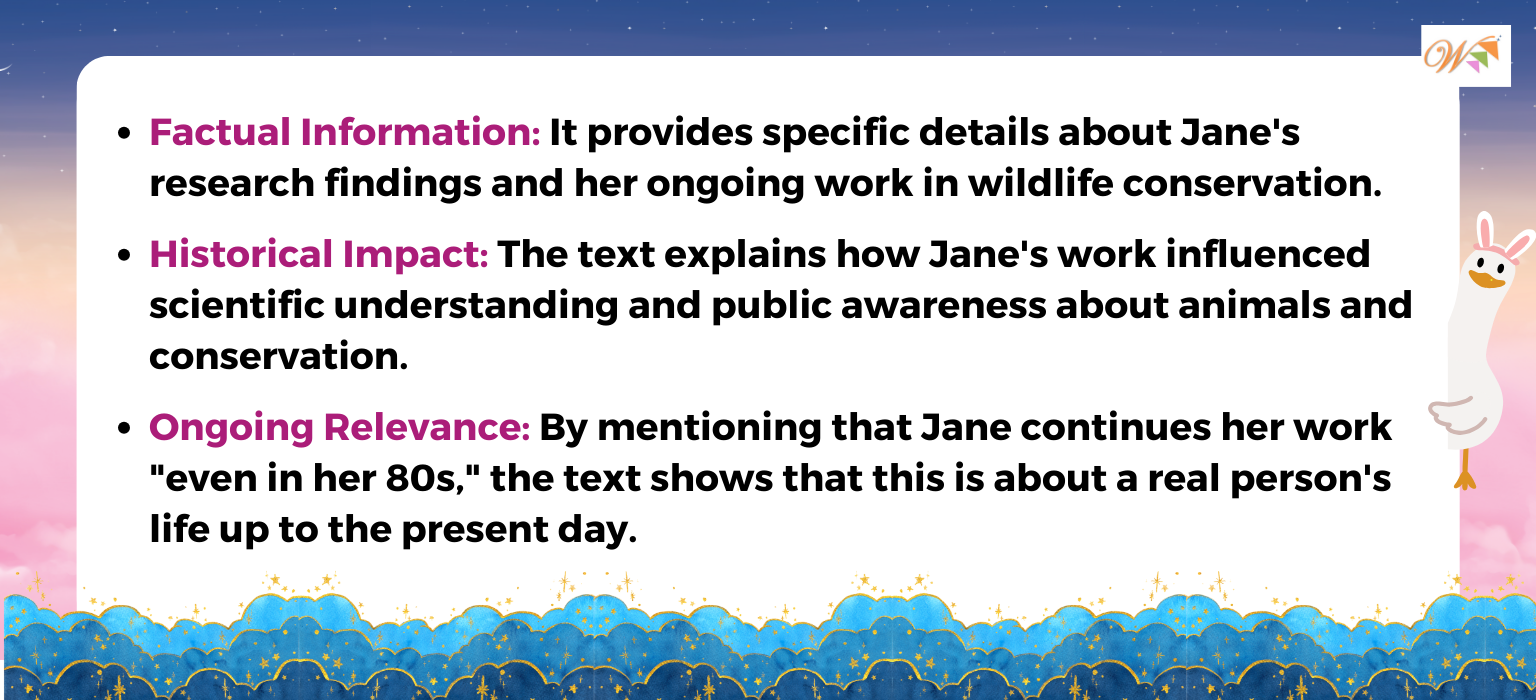 W
• Factual Information: It provides specific details about Jane's
research findings and her ongoing work in wildlife conservation.
• Historical Impact: The text explains how Jane's work influenced
scientific understanding and public awareness about animals and
conservation.
• Ongoing Relevance: By mentioning that Jane continues her work
"even in her 80s," the text shows that this is about a real person's
life up to the present day.